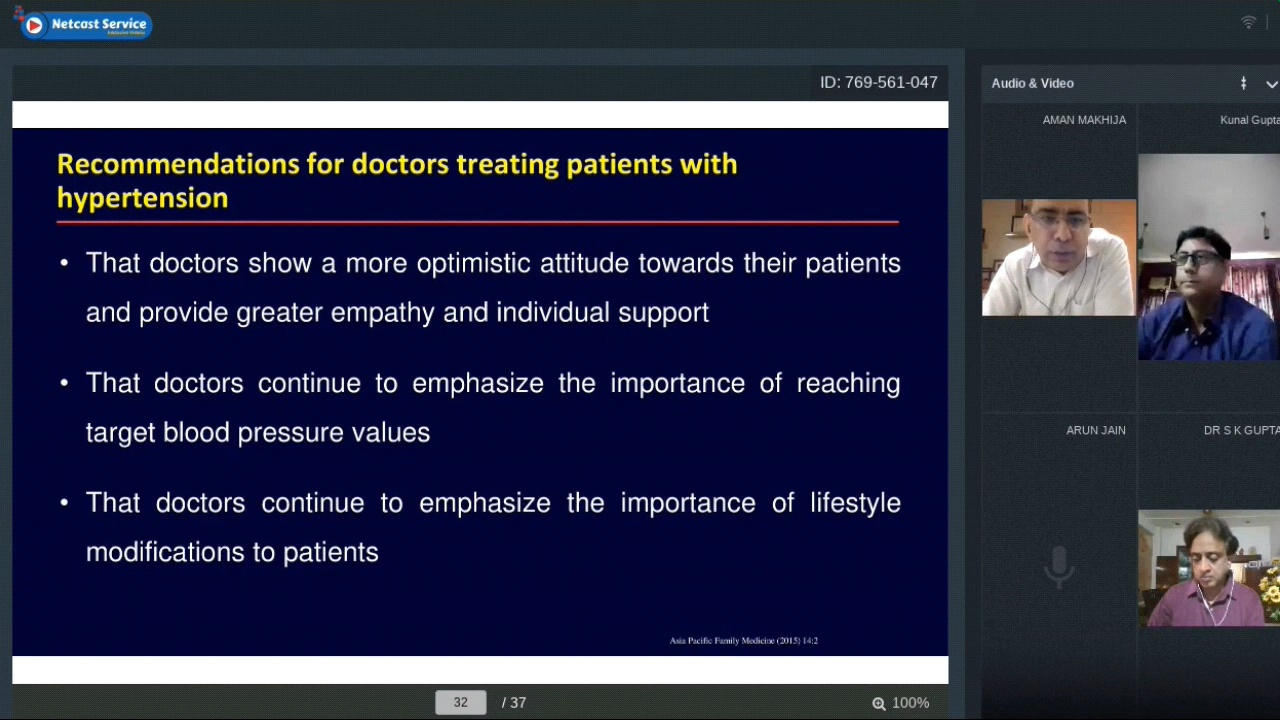 Netcast Service
ID: 769-561-047
Recommendations for doctors treating patients with
hypertension
• That doctors show a more optimistic attitude towards their patients
and provide greater empathy and individual support
• That doctors continue to emphasize the importance of reaching
target blood pressure values
• That doctors continue to emphasize the importance of lifestyle
modifications to patients
Asia Pacific Family Medicine (2015) 14:2
32 / 37
100%
Audio & Video
AMAN MAKHIJA
Kunal Gupta
ARUN JAIN
DR S K GUPTA